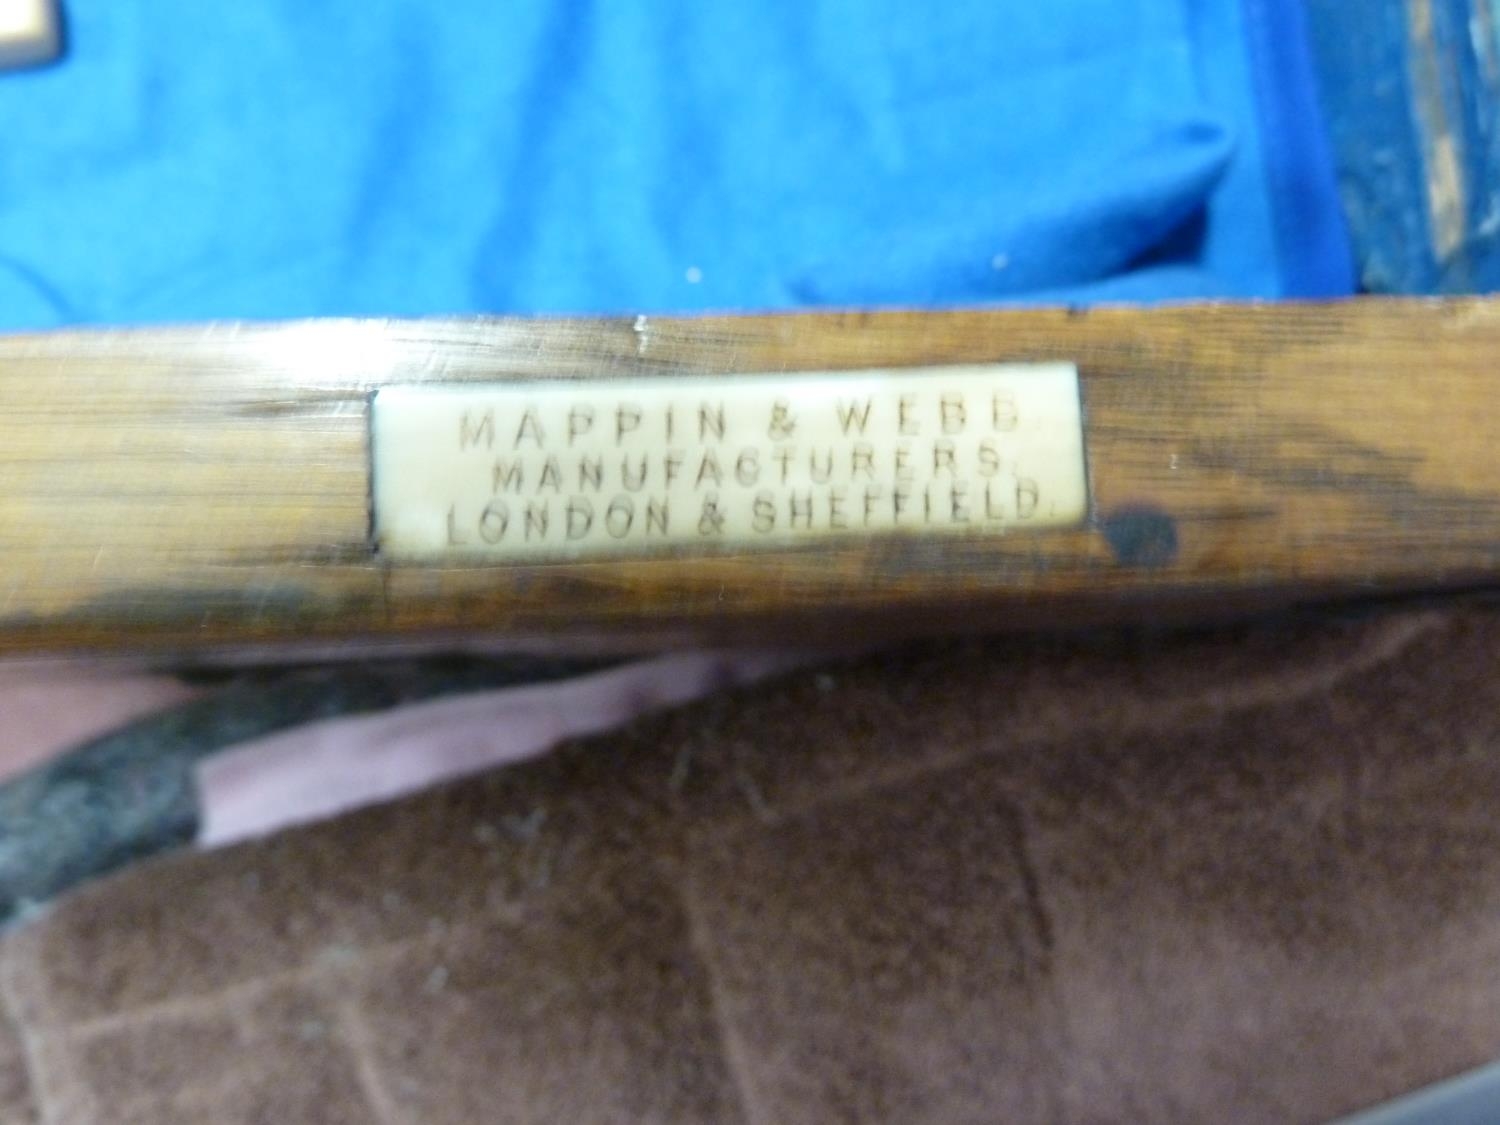 MAPPIN & WEBB.
MANUFACTURERS.
LONDON & SHEFFIELD.